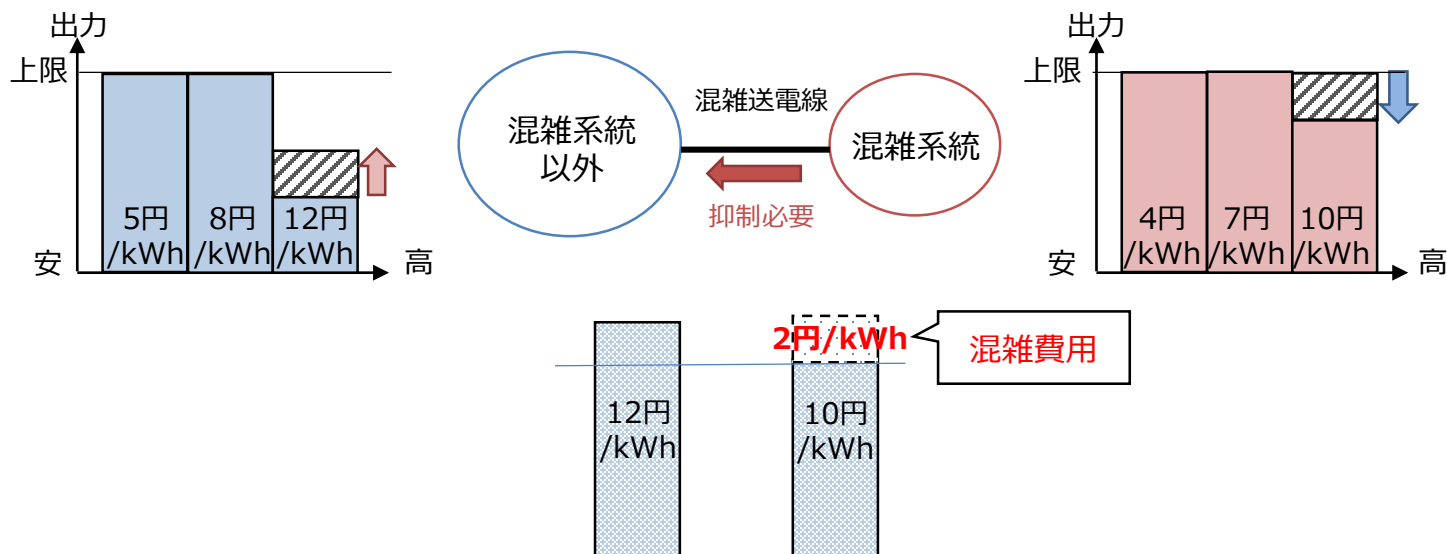 出力
上限
5円
/kWh
8円
/kWh
12円
/kWh
安
高
混雑系統
以外
混雑送電線
抑制必要
混雑系統
出力
上限
4円
/kWh
7円
/kWh
10円
/kWh
安
高
12円
/kWh
2円/kWh
10円
/kWh
混雑費用